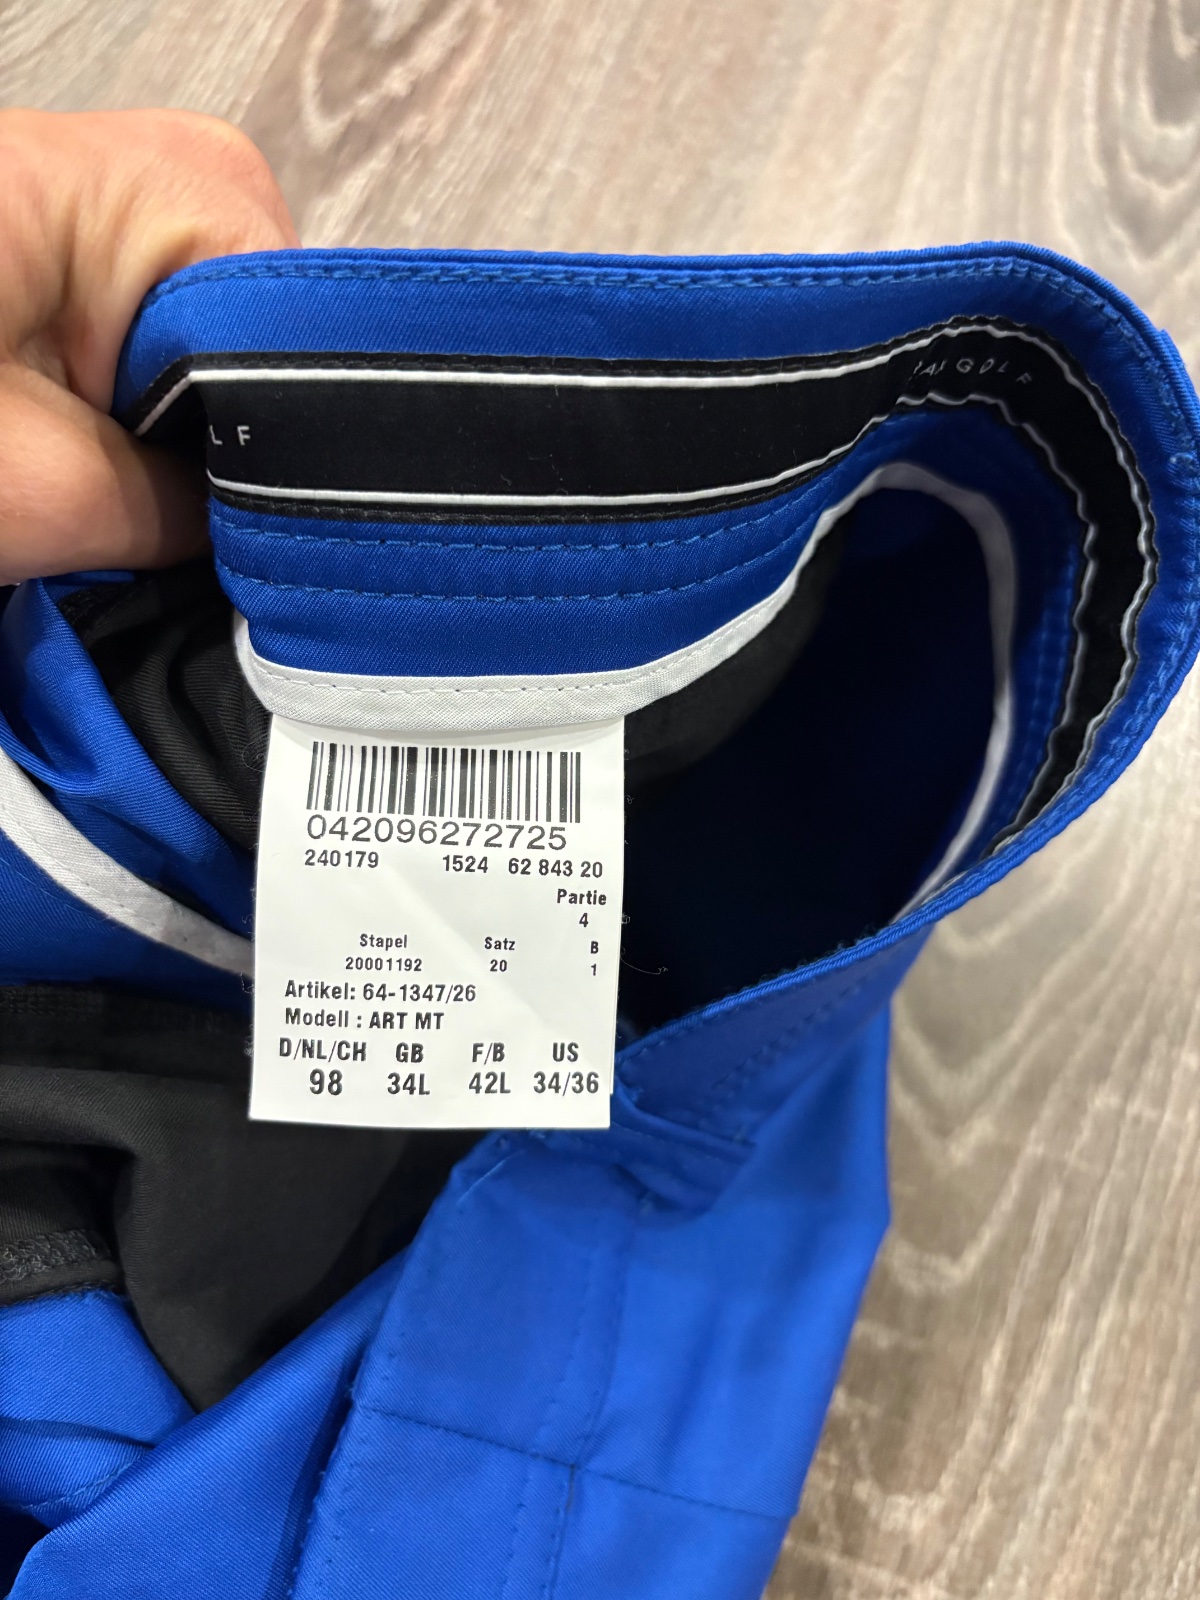 GOLF
L F
042096272725
240179 1524 62 843 20
Partie
4
Stapel Satz B
20001192 20 1
Artikel: 64-1347/26
Modell : ART MT
D/NL/CH GB F/B US
98 34L 42L 34/36